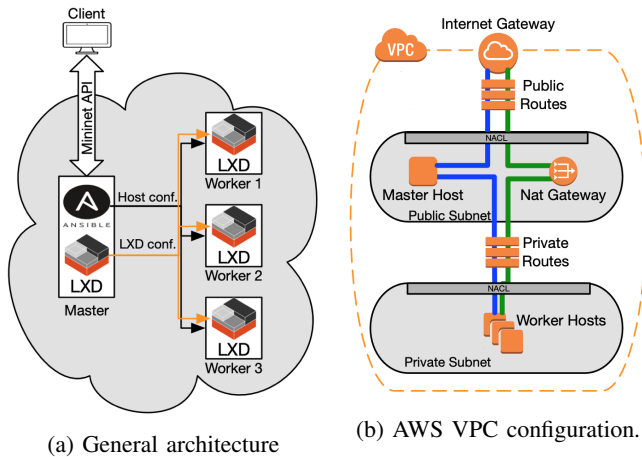 Client
Mininet API
LXD
Worker 1
Host conf.
ANSIBLE
LXD conf.
LXD
Worker 2
LXD
Master
LXD
Worker 3
(a) General architecture
Internet Gateway
VPC
Public
Routes
NACL
Master Host
Nat Gateway
Public Subnet
Private
Routes
NACL
Worker Hosts
Private Subnet
(b) AWS VPC configuration.